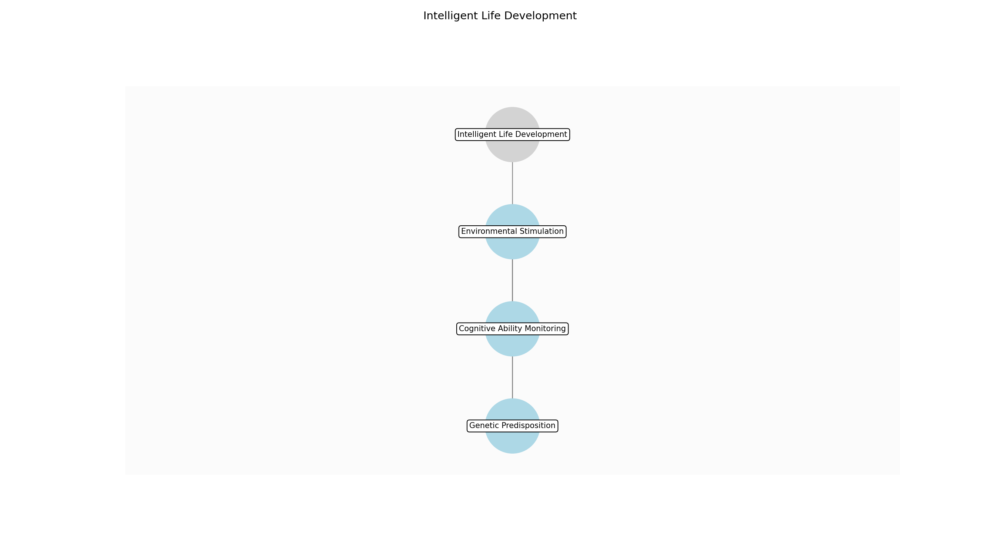 Intelligent Life Development
Intelligent Life Development
Environmental Stimulation
Cognitive Ability Monitoring
Genetic Predisposition